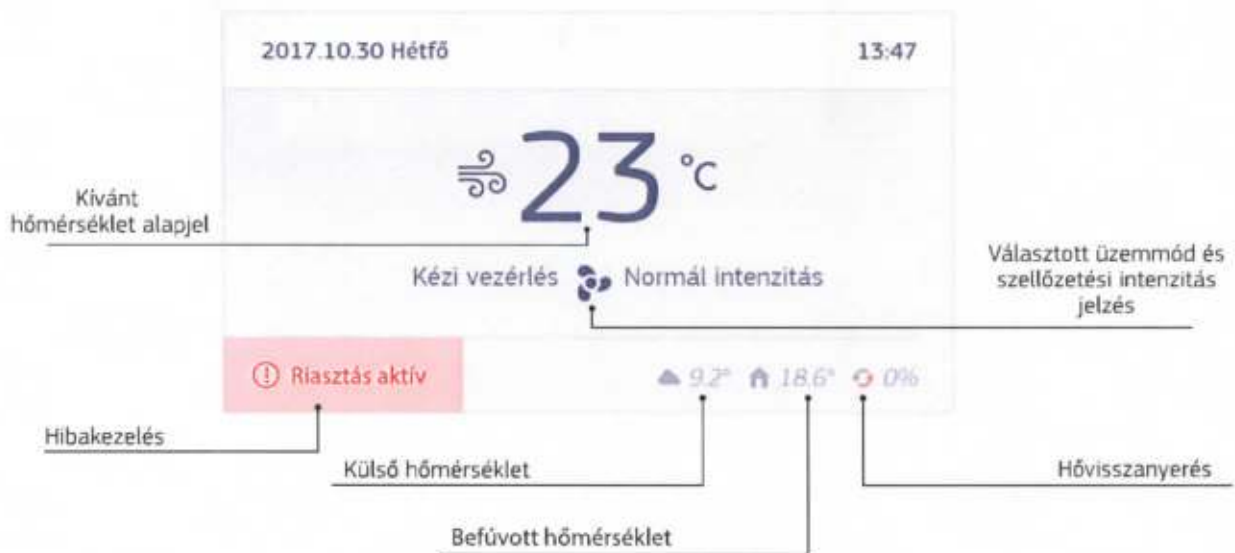 2017.10.30 Hétfő 13:47
23 °C
Kívánt
hőmérséklet alapjel
Kézi vezérlés Normál intenzitás
Választott üzemmód és
szellőzetési intenzitás
jelzés
Riasztás aktív 9.2° 18.6° 0%
Hibakezelés
Külső hőmérséklet
Hővisszanyerés
Befúvott hőmérséklet